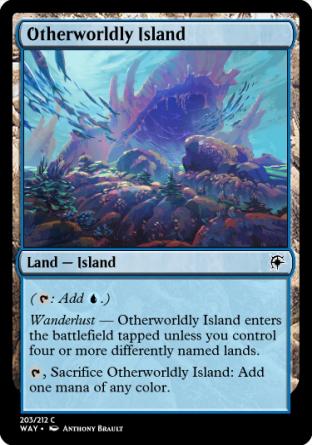 Otherworldly Island
Land — Island
( : Add .)
Wanderlust — Otherworldly Island enters
the battlefield tapped unless you control
four or more differently named lands.
, Sacrifice Otherworldly Island: Add
one mana of any color.
203/212 C
WAY • Anthony Brault